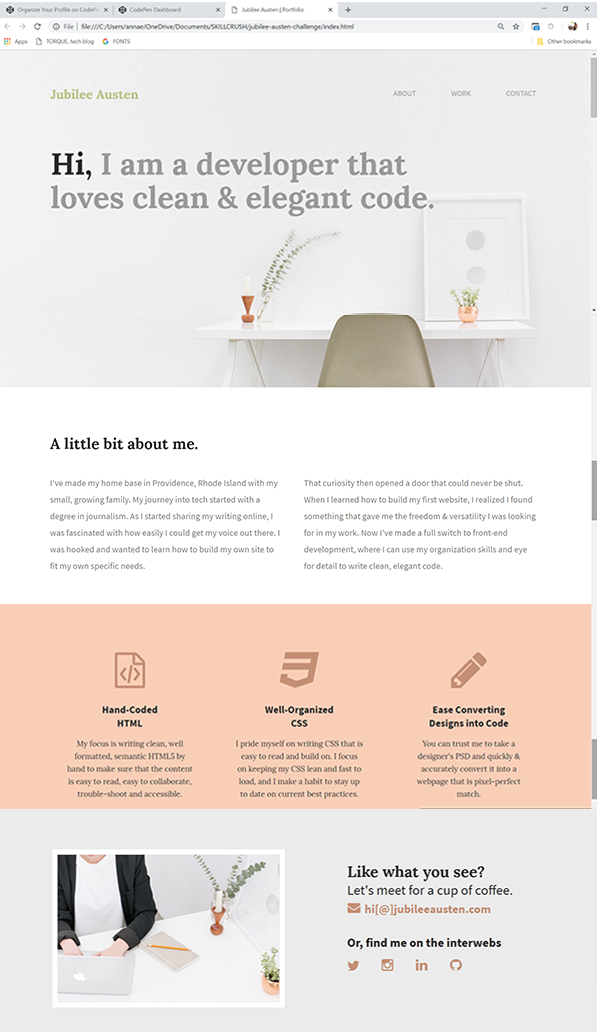 Organize Your Profile on CodePen
CodePen Dashboard
Jubilee Austen | Portfolio
File
file:///C:/Users/annae/OneDrive/Documents/SKILLCRUSH/jubilee-austen-challenge/index.html
Apps
TORQUE, tech blog
FONTS
Other bookmarks
Jubilee Austen
ABOUT
WORK
CONTACT
Hi, I am a developer that
loves clean & elegant code.
A little bit about me.
I've made my home base in Providence, Rhode Island with my
small, growing family. My journey into tech started with a
degree in journalism. As I started sharing my writing online, I
was fascinated with how easily I could get my voice out there. I
was hooked and wanted to learn how to build my own site to
fit my own specific needs.
That curiosity then opened a door that could never be shut.
When I learned how to build my first website, I realized I found
something that gave me the freedom & versatility I was looking
for in my work. Now I've made a full switch to front-end
development, where I can use my organization skills and eye
for detail to write clean, elegant code.
Hand-Coded
HTML
My focus is writing clean, well
formatted, semantic HTML5 by
hand to make sure that the content
is easy to read, easy to collaborate,
trouble-shoot and accessible.
Well-Organized
CSS
I pride myself on writing CSS that is
easy to read and build on. I focus
on keeping my CSS lean and fast to
load, and I make a habit to stay up
to date on current best practices.
Ease Converting
Designs into Code
You can trust me to take a
designer's PSD and quickly &
accurately convert it into a
webpage that is pixel-perfect
match.
Like what you see?
Let's meet for a cup of coffee.
hi[@]jubileeausten.com
Or, find me on the interwebs